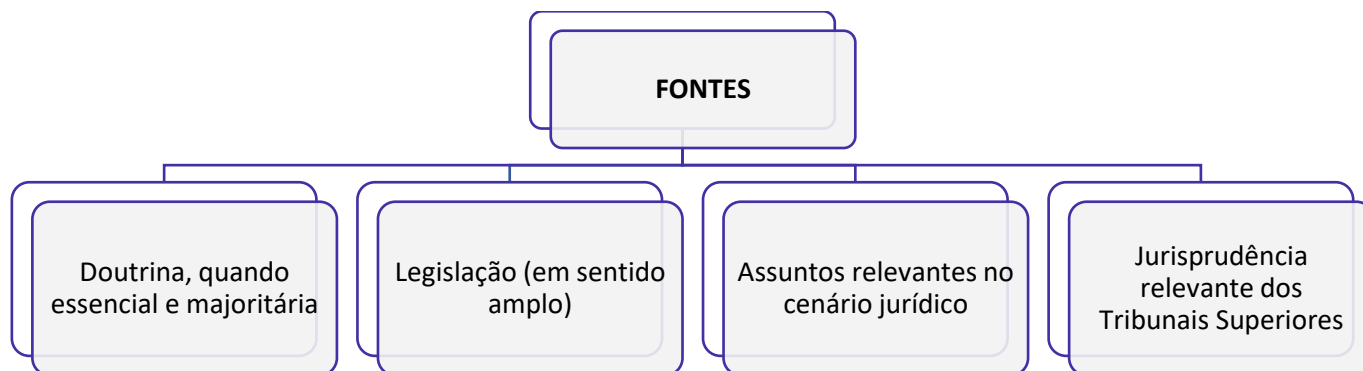 FONTES
Doutrina, quando
essencial e majoritária
Legislação (em sentido
amplo)
Assuntos relevantes no
cenário jurídico
Jurisprudência
relevante dos
Tribunais Superiores